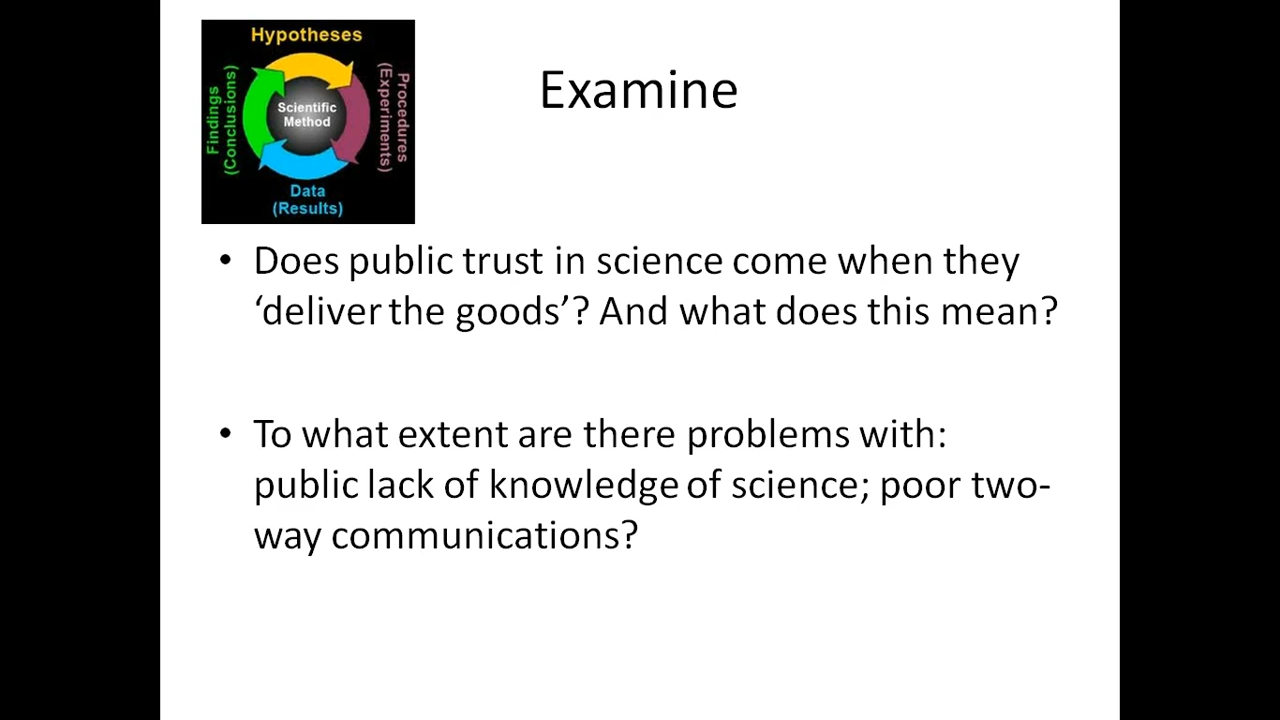 Hypotheses
Procedures
(Experiments)
Scientific
Method
Findings
(Conclusions)
Data
(Results)
Examine
• Does public trust in science come when they
‘deliver the goods’? And what does this mean?
• To what extent are there problems with:
public lack of knowledge of science; poor two-
way communications?